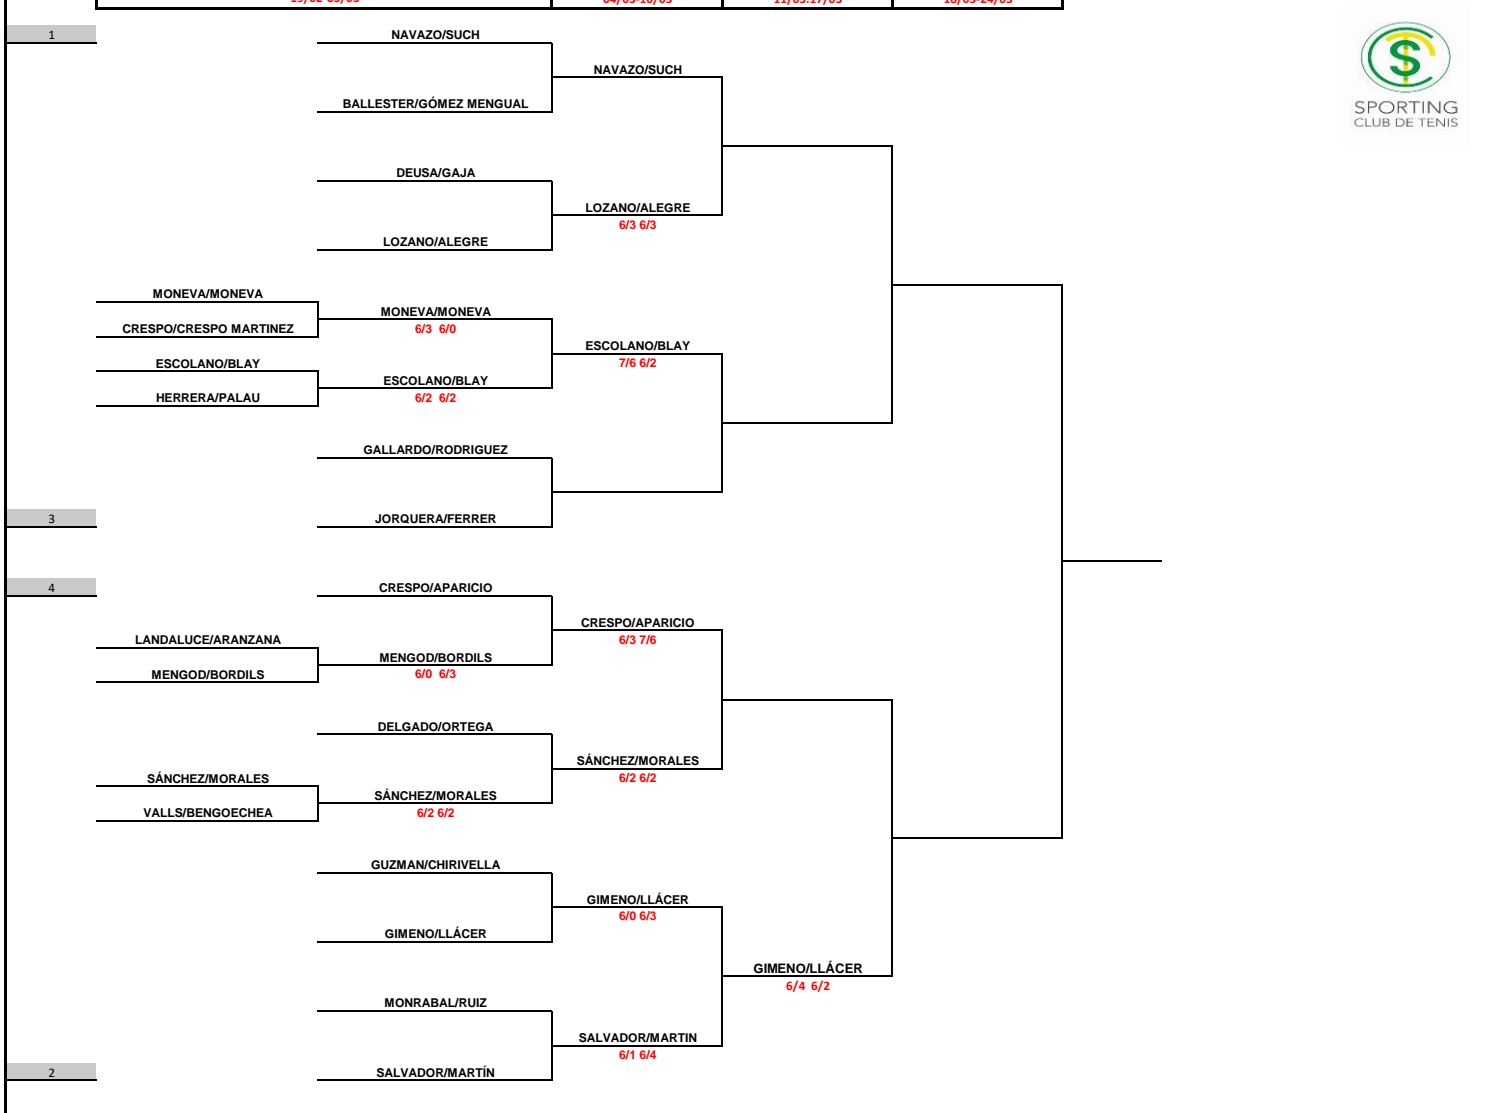 1
NAVAZO/SUCH
NAVAZO/SUCH
BALLESTER/GÓMEZ MENGUAL
SPORTING
CLUB DE TENIS
DEUSA/GAJA
LOZANO/ALEGRE
6/3 6/3
LOZANO/ALEGRE
MONEVA/MONEVA
MONEVA/MONEVA
6/3 6/0
CRESPO/CRESPO MARTINEZ
ESCOLANO/BLAY
7/6 6/2
ESCOLANO/BLAY
ESCOLANO/BLAY
6/2 6/2
HERRERA/PALAU
GALLARDO/RODRIGUEZ
3
JORQUERA/FERRER
4
CRESPO/APARICIO
CRESPO/APARICIO
6/3 7/6
LANDALUCE/ARANZANA
MENGOD/BORDILS
6/0 6/3
MENGOD/BORDILS
DELGADO/ORTEGA
SÁNCHEZ/MORALES
6/2 6/2
SÁNCHEZ/MORALES
SÁNCHEZ/MORALES
6/2 6/2
VALLS/BENGOECHEA
GUZMAN/CHIRIVELLA
GIMENO/LLÁCER
6/0 6/3
GIMENO/LLÁCER
GIMENO/LLÁCER
6/4 6/2
MONRABAL/RUIZ
SALVADOR/MARTIN
6/1 6/4
2
SALVADOR/MARTÍN